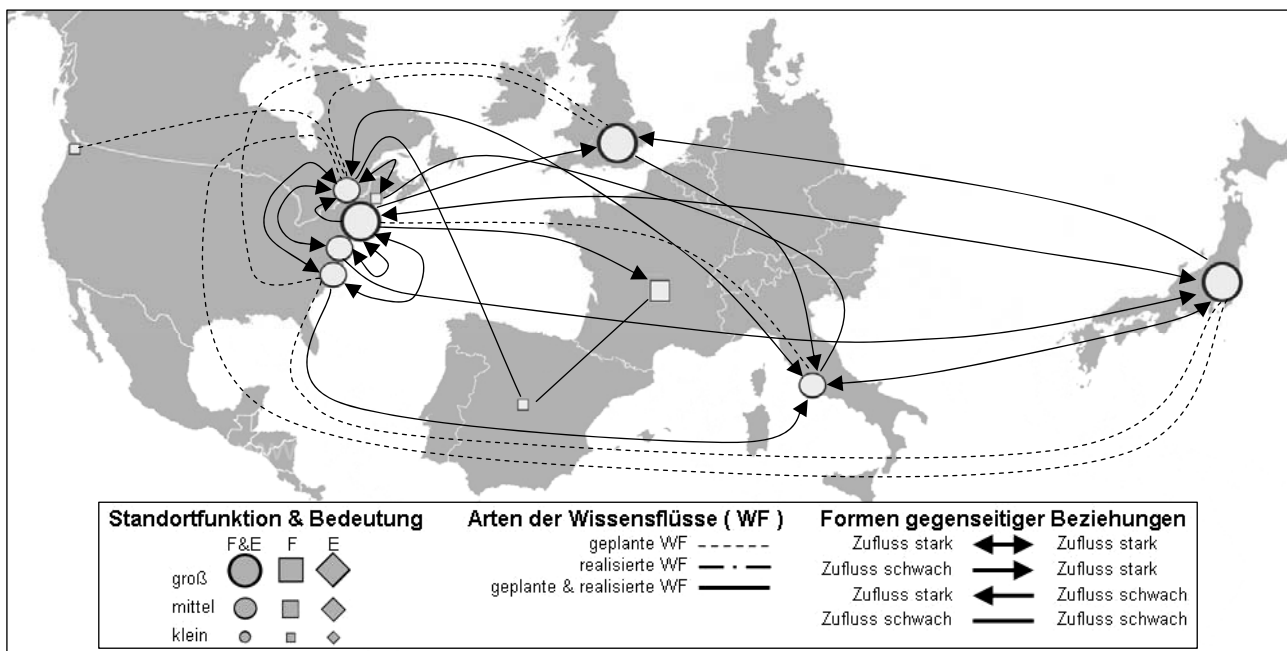 Standortfunktion & Bedeutung
F&E F E
groß
mittel
klein
Arten der Wissensflüsse ( WF )
geplante WF
realisierte WF
geplante & realisierte WF
Formen gegenseitiger Beziehungen
Zufluss stark Zufluss stark
Zufluss schwach Zufluss stark
Zufluss stark Zufluss schwach
Zufluss schwach Zufluss schwach